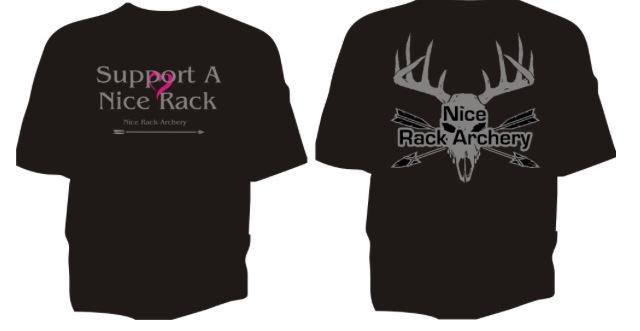 Support A
Nice Rack
Nice Rack Archery
Nice
Rack Archery